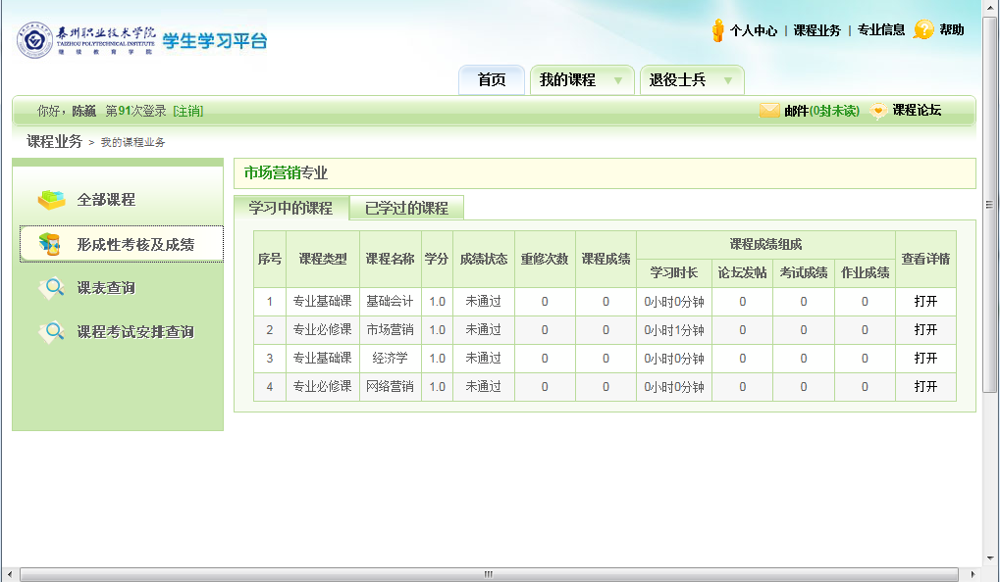 泰州职业技术学院
TAIZHOU POLYTECHNICAL INSTITUTE
继 续 教 育 学 院
学生学习平台
个人中心 | 课程业务 | 专业信息 帮助
首页 我的课程 退役士兵
你好，陈巍 第91次登录 [注销] 邮件(0封未读) 课程论坛
课程业务 > 我的课程业务
全部课程
形成性考核及成绩
课表查询
课程考试安排查询
市场营销专业
学习中的课程 已学过的课程
序号 课程类型 课程名称 学分 成绩状态 重修次数 课程成绩 课程成绩组成 查看详情
学习时长 论坛发帖 考试成绩 作业成绩
1 专业基础课 基础会计 1.0 未通过 0 0 0小时0分钟 0 0 0 打开
2 专业必修课 市场营销 1.0 未通过 0 0 0小时1分钟 0 0 0 打开
3 专业基础课 经济学 1.0 未通过 0 0 0小时0分钟 0 0 0 打开
4 专业必修课 网络营销 1.0 未通过 0 0 0小时0分钟 0 0 0 打开